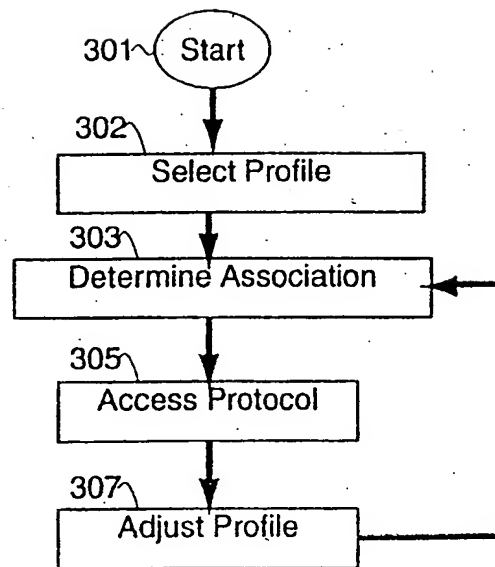 301 Start
302
Select Profile
303
Determine Association
305
Access Protocol
307
Adjust Profile